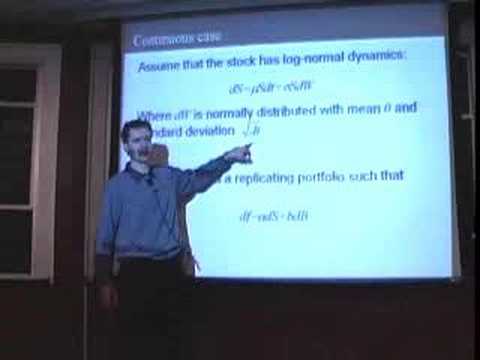 Continuous case
Assume that the stock has log-normal dynamics:
dS=μSdt+σSdW
Where dW is normally distributed with mean 0 and
standard deviation √dt
a replicating portfolio such that
df=adS+bdB